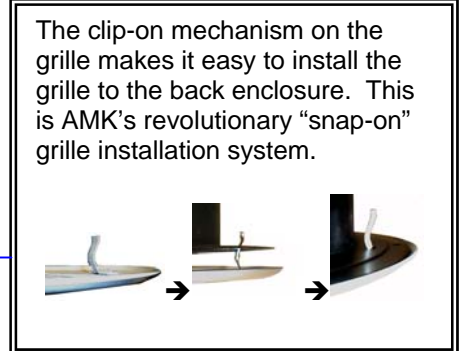 The clip-on mechanism on the
grille makes it easy to install the
grille to the back enclosure.  This
is AMK's revolutionary “snap-on”
grille installation system.